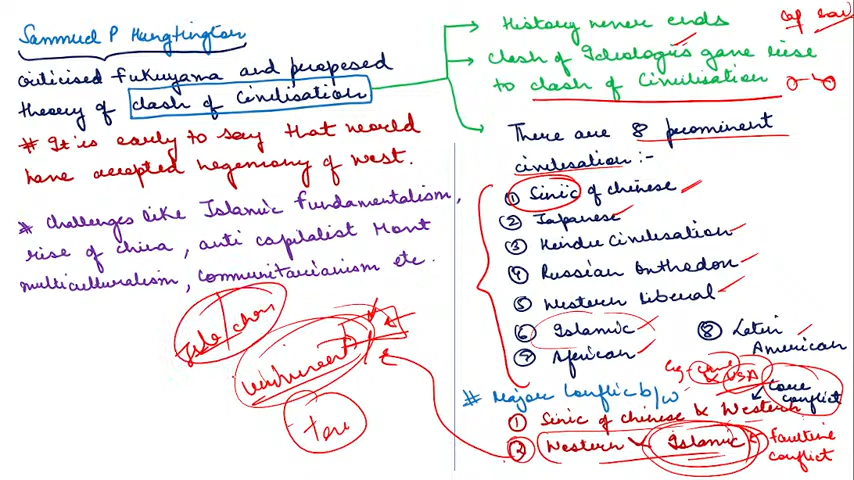 Sammuel P Hungtington
criticised Fukuyama and proposed
theory of clash of Civilisation
# It is early to say that world
have accepted hegemony of west.
* challenges like Islamic fundamentalism,
rise of china, anti capitalist Mont
multiculturalism, communitarianism etc.
→ History never ends
→ Clash of Ideologies gave rise
to clash of Civilisation
→ There are 8 prominent
civilisation :-
① Sinic of chinese
② Japanese
③ Hindu Civilisation
④ Russian Orthodon
⑤ Western Liberal
⑥ Islamic
⑦ African
⑧ Latin
American
# Major Conflict b/w
① Sinic of chinese & Western
② Western Islamic
Eg- & USA
Core
conflict
faultline
conflict